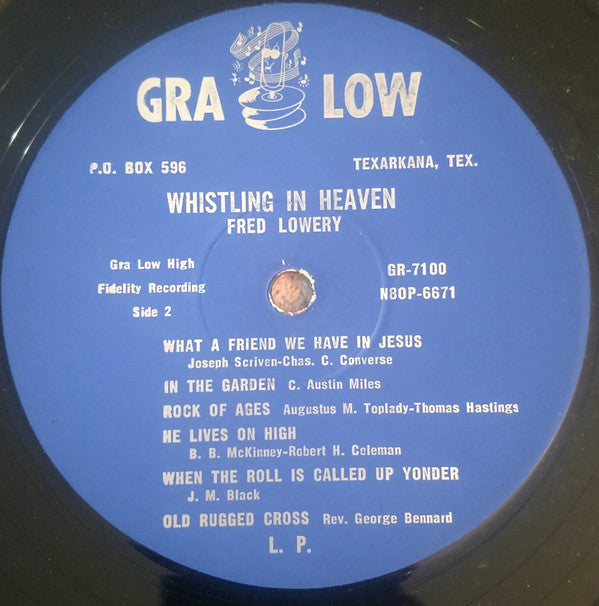 GRA LOW
P.O. BOX 596 TEXARKANA, TEX.
WHISTLING IN HEAVEN
FRED LOWERY
Gra Low High
Fidelity Recording
Side 2
GR-7100
N80P-6671
WHAT A FRIEND WE HAVE IN JESUS
Joseph Scriven-Chas. C. Converse
IN THE GARDEN C. Austin Miles
ROCK OF AGES Augustus M. Toplady-Thomas Hastings
HE LIVES ON HIGH
B. B. McKinney-Robert H. Coleman
WHEN THE ROLL IS CALLED UP YONDER
J. M. Black
OLD RUGGED CROSS Rev. George Bennard
L. P.